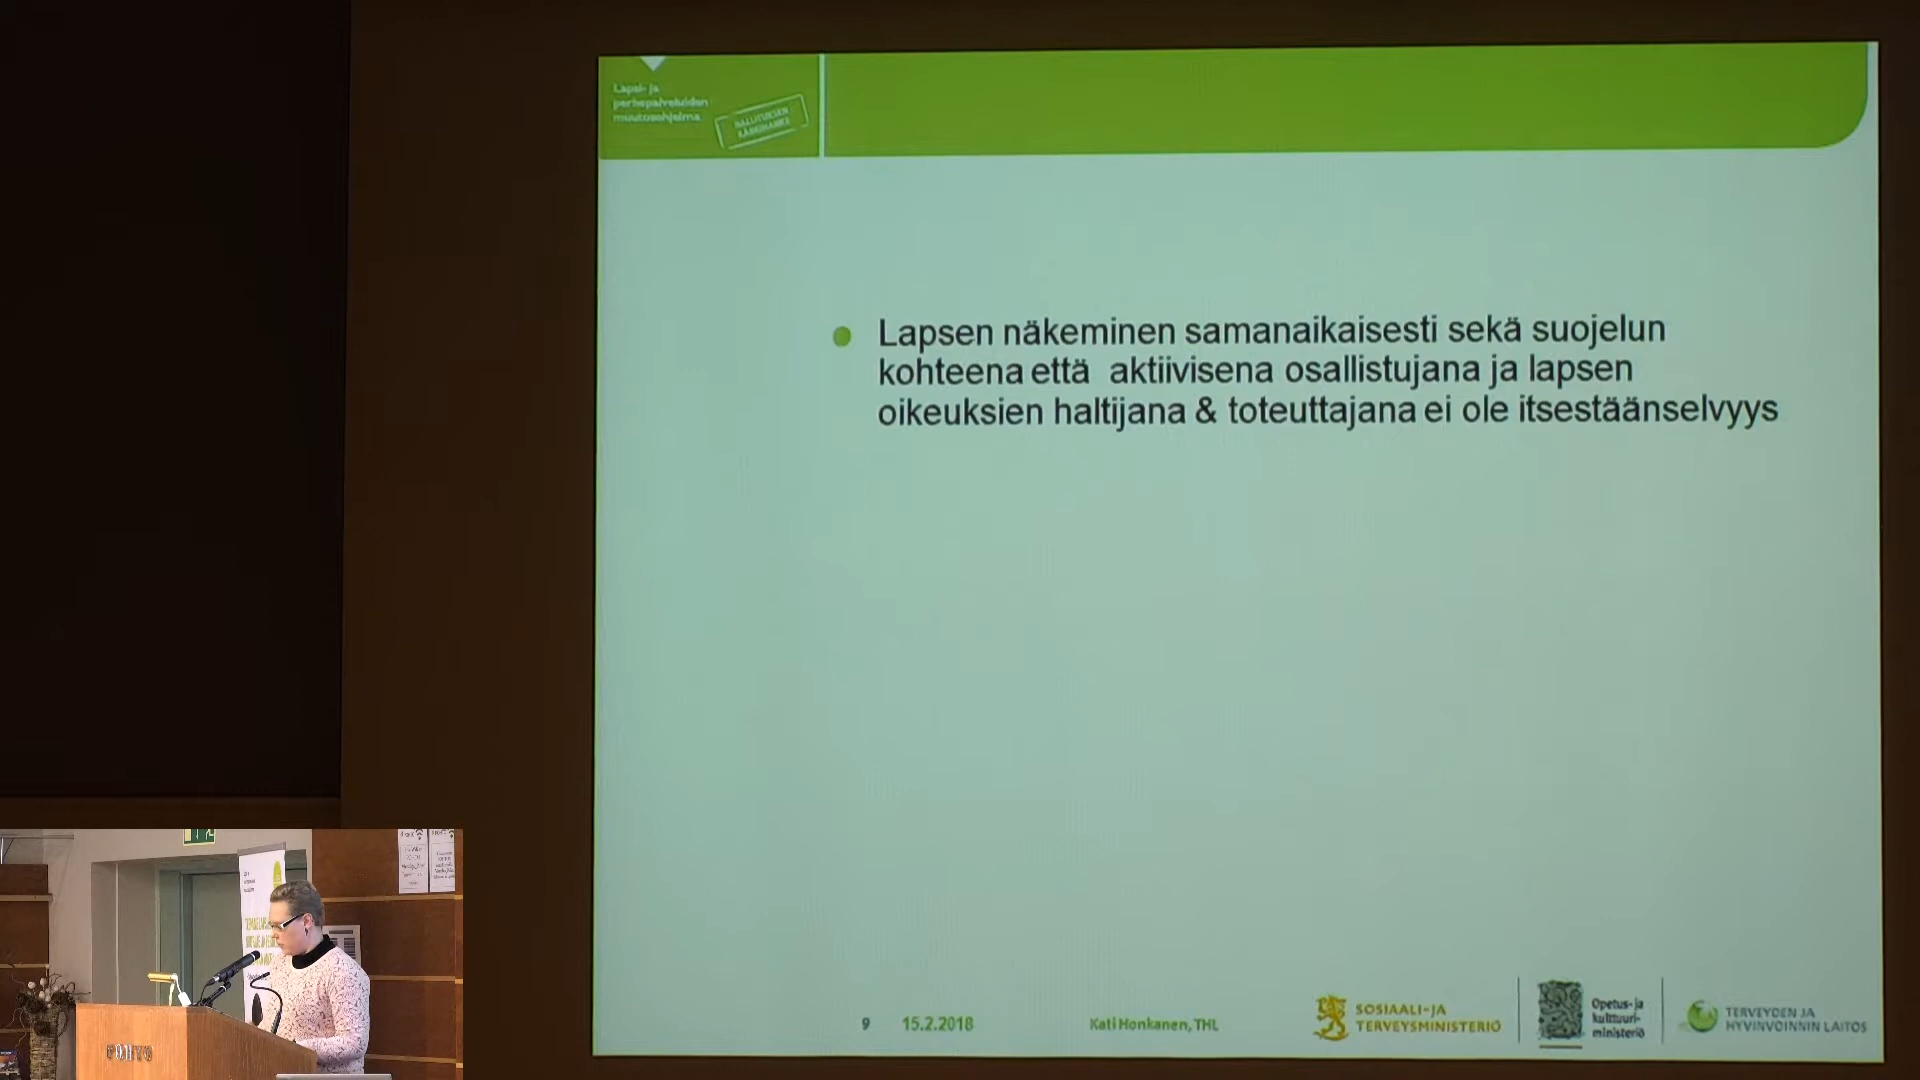 Lapsi- ja
perhepalveluiden
muutosohjelma
HALLITUKSEN
KÄRKIHANKE
Lapsen näkeminen samanaikaisesti sekä suojelun
kohteena että aktiivisena osallistujana ja lapsen
oikeuksien haltijana & toteuttajana ei ole itsestäänselvyys
9 15.2.2018 Kati Honkanen, THL
SOSIAALI- JA
TERVEYSMINISTERIÖ
Opetus- ja
kulttuuri-
ministeriö
TERVEYDEN JA
HYVINVOINNIN LAITOS